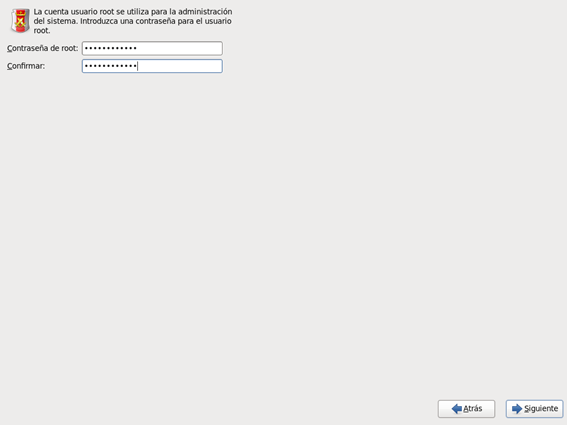 La cuenta usuario root se utiliza para la administración
del sistema. Introduzca una contraseña para el usuario
root.
Contraseña de root: ••••••••••••
Confirmar: ••••••••••••
Atrás
Siguiente